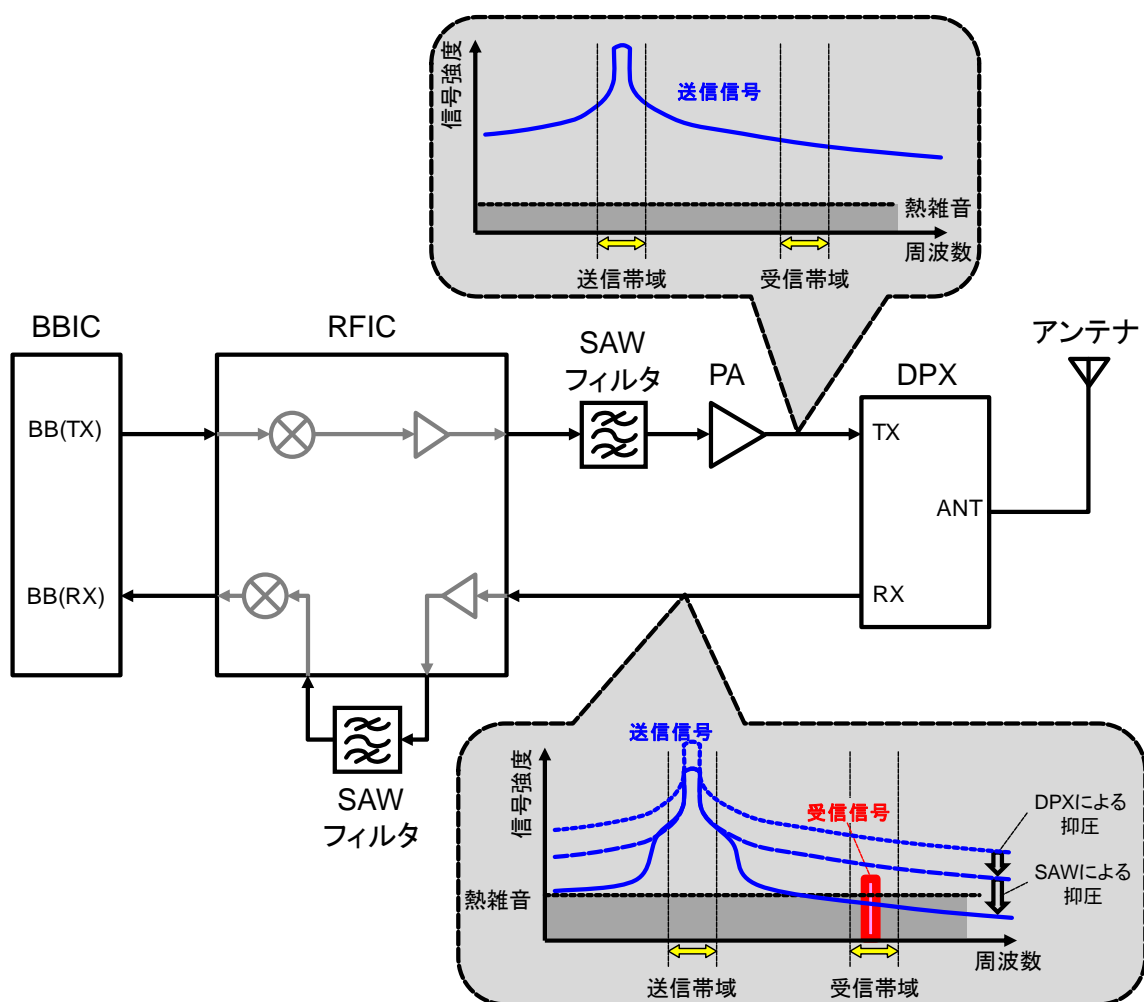 信号強度
送信信号
熱雑音
周波数
送信帯域
受信帯域
BBIC
RFIC
SAW
フィルタ
PA
DPX
アンテナ
BB(TX)
TX
ANT
BB(RX)
RX
SAW
フィルタ
送信信号
信号強度
受信信号
DPXによる
抑圧
SAWによる
抑圧
熱雑音
周波数
送信帯域
受信帯域